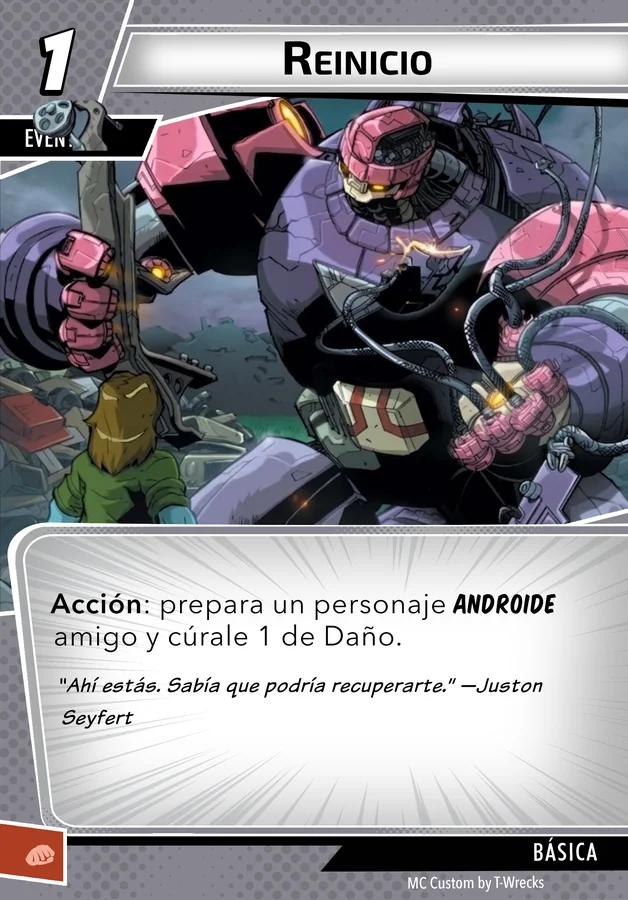 1
Reinicio
EVENT
Acción: prepara un personaje ANDROIDE
amigo y cúrale 1 de Daño.
"Ahí estás. Sabía que podría recuperarte." —Juston
Seyfert
BÁSICA
MC Custom by T-Wrecks